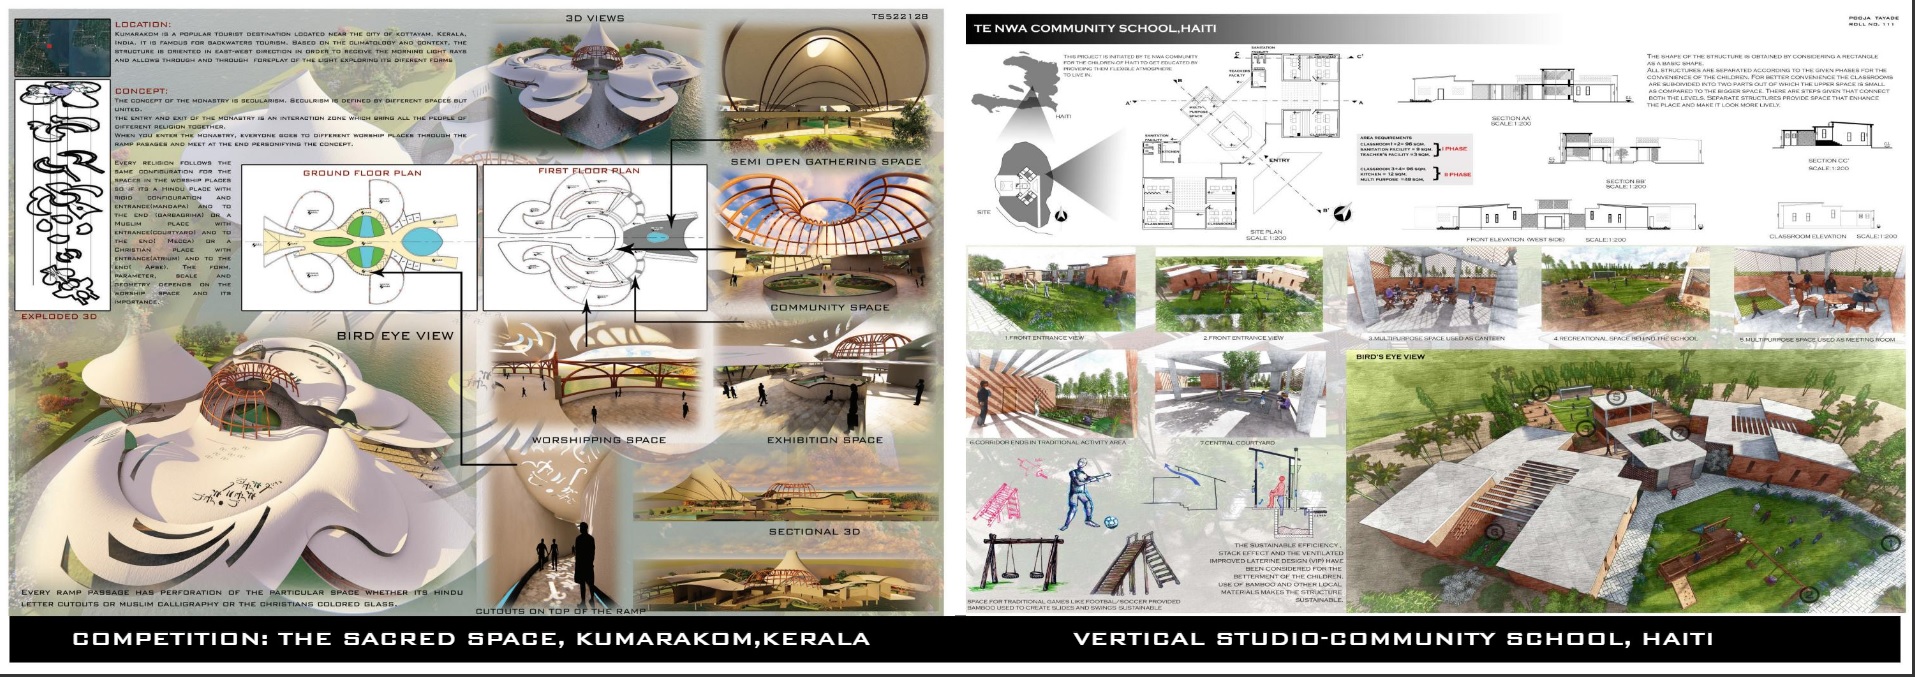 LOCATION:
KUMARAKOM IS A POPULAR TOURIST DESTINATION LOCATED NEAR THE CITY OF KOTTAYAM, KERALA,
INDIA. IT IS FAMOUS FOR BACKWATERS TOURISM. BASED ON THE CLIMATOLOGY AND CONTEXT, THE
STRUCTURE IS ORIENTED IN EAST-WEST DIRECTION IN ORDER TO RECEIVE THE MORNING LIGHT RAYS
AND ALLOWS THROUGH AND THROUGH FOREPLAY OF THE LIGHT EXPLORING ITS DIFFERENT FORMS
CONCEPT:
THE CONCEPT OF THE MONASTRY IS SECULARISM. SECULRISM IS DEFINED BY DIFFERENT SPACES BUT
UNITED.
THE ENTRY AND EXIT OF THE MONASTRY IS AN INTERACTION ZONE WHICH BRING ALL THE PEOPLE OF
DIFFERENT RELIGION TOGETHER.
WHEN YOU ENTER THE MONASTRY, EVERYONE GOES TO DIFFERENT WORSHIP PLACES THROUGH THE
RAMP PASAGES AND MEET AT THE END PERSONIFYING THE CONCEPT.
EVERY RELIGION FOLLOWS THE
SAME CONFIGURATION FOR THE
SPACES IN THE WORSHIP PLACES
SO IF ITS A HINDU PLACE WITH
RIGID CONFIGURATION AND
ENTRANCE(MANDAPA) AND TO
THE END (GARBAGRIHA) OR A
MUSLIM PLACE WITH
ENTRANCE(COURTYARD) AND TO
THE END( MECCA) OR A
CHRISTIAN PLACE WITH
ENTRANCE(ATRIUM) AND TO THE
END( APSE). THE FORM,
PARAMETER, SCALE AND
GEOMETRY DEPENDS ON THE
WORSHIP SPACE AND ITS
IMPORTANCE.
EXPLODED 3D
GROUND FLOOR PLAN
FIRST FLOOR PLAN
3D VIEWS
TS522128
SEMI OPEN GATHERING SPACE
COMMUNITY SPACE
BIRD EYE VIEW
WORSHIPPING SPACE
EXHIBITION SPACE
SECTIONAL 3D
CUTOUTS ON TOP OF THE RAMP
EVERY RAMP PASSAGE HAS PERFORATION OF THE PARTICULAR SPACE WHETHER ITS HINDU
LETTER CUTOUTS OR MUSLIM CALLIGRAPHY OR THE CHRISTIANS COLORED GLASS.
COMPETITION: THE SACRED SPACE, KUMARAKOM,KERALA
TE NWA COMMUNITY SCHOOL,HAITI
POOJA TAYADE
ROLL NO. 111
THIS PROJECT IS INITIATED BY TE NWA COMMUNITY
FOR THE CHILDREN OF HAITI TO GET EDUCATED BY
PROVIDING THEM FLEXIBLE ATMOSPHERE
TO LIVE IN.
HAITI
SITE
SANITATION
FACILITY
TEACHERS
FACILITY
MULTI
PURPOSE
SPACE
SANITATION
FACILITY
KITCHEN
ENTRY
A'
A
B'
C'
SITE PLAN
SCALE 1:200
AREA REQUIREMENTS
CLASSROOM 1+2= 96 SQM.
SANITATION FACILITY = 9 SQM.
TEACHER'S FACILITY =3 SQM.
I PHASE
CLASSROOM 3+4= 96 SQM.
KITCHEN = 12 SQM.
MULTI PURPOSE =48 SQM.
II PHASE
THE SHAPE OF THE STRUCTURE IS OBTAINED BY CONSIDERING A RECTANGLE
AS A BASIC SHAPE.
ALL STRUCTURES ARE SEPARATED ACCORDING TO THE GIVEN PHASES FOR THE
CONVENIENCE OF THE CHILDREN. FOR BETTER CONVENIENCE THE CLASSROOMS
ARE SUBDIVIDED INTO TWO PARTS OUT OF WHICH THE UPPER SPACE IS SMALL
AS COMPARED TO THE BIGGER SPACE. THERE ARE STEPS GIVEN THAT CONNECT
BOTH THE LEVELS. SEPARATE STRUCTURES PROVIDE SPACE THAT ENHANCE
THE PLACE AND MAKE IT LOOK MORE LIVELY.
SECTION AA'
SCALE:1:200
SECTION BB'
SCALE:1:200
SECTION CC'
SCALE:1:200
FRONT ELEVATION (WEST SIDE) SCALE:1:200
CLASSROOM ELEVATION SCALE:1:200
1.FRONT ENTRANCE VIEW
2.FRONT ENTRANCE VIEW
3.MULTIPURPOSE SPACE USED AS CANTEEN
4.RECREATIONAL SPACE BEHIND THE SCHOOL
5.MULTIPURPOSE SPACE USED AS MEETING ROOM
6.CORRIDOR ENDS IN TRADITIONAL ACTIVITY AREA
7.CENTRAL COURTYARD
BIRD'S EYE VIEW
5
THE SUSTAINABLE EFFICIENCY,
STACK EFFECT AND THE VENTILATED
IMPROVED LATERINE DESIGN (VIP) HAVE
BEEN CONSIDERED FOR THE
BETTERMENT OF THE CHILDREN.
USE OF BAMBOO AND OTHER LOCAL
MATERIALS MAKES THE STRUCTURE
SUSTAINABLE.
SPACE FOR TRADITIONAL GAMES LIKE FOOTBAL/SOCCER PROVIDED
BAMBOO USED TO CREATE SLIDES AND SWINGS SUSTAINABLE
VERTICAL STUDIO-COMMUNITY SCHOOL, HAITI